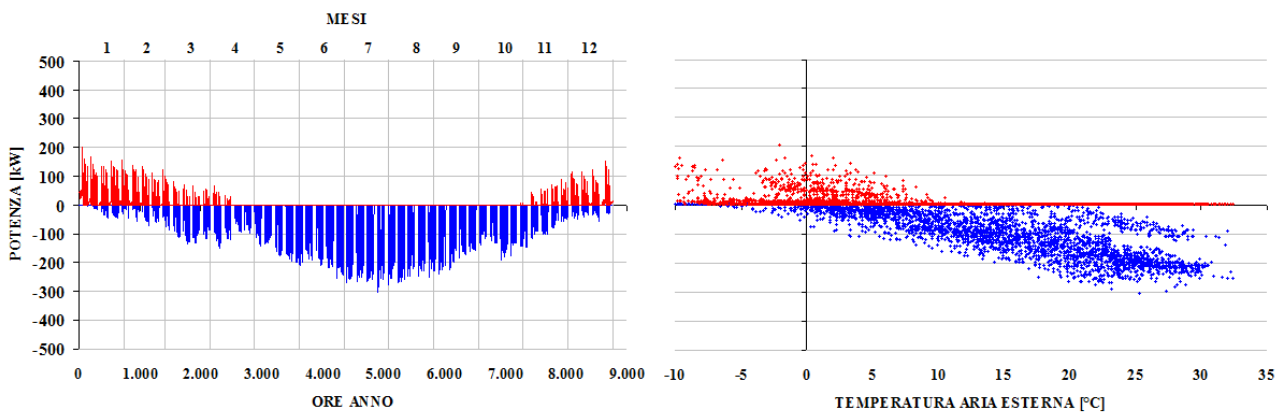 MESI
1 2 3 4 5 6 7 8 9 10 11 12
POTENZA [kW]
500
400
300
200
100
0
-100
-200
-300
-400
-500
0 1.000 2.000 3.000 4.000 5.000 6.000 7.000 8.000 9.000
ORE ANNO
-10 -5 0 5 10 15 20 25 30 35
TEMPERATURA ARIA ESTERNA [°C]